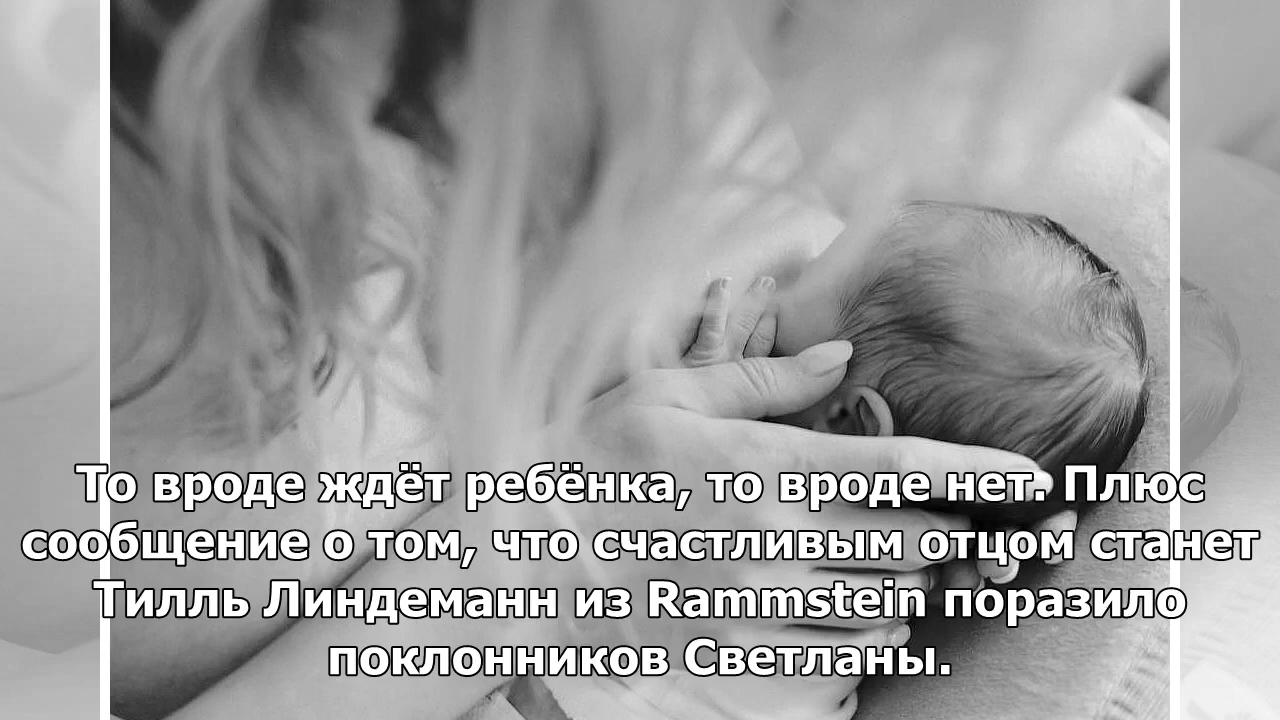 То вроде ждёт ребёнка, то вроде нет. Плюс
сообщение о том, что счастливым отцом станет
Тилль Линдеманн из Rammstein поразило
поклонников Светланы.